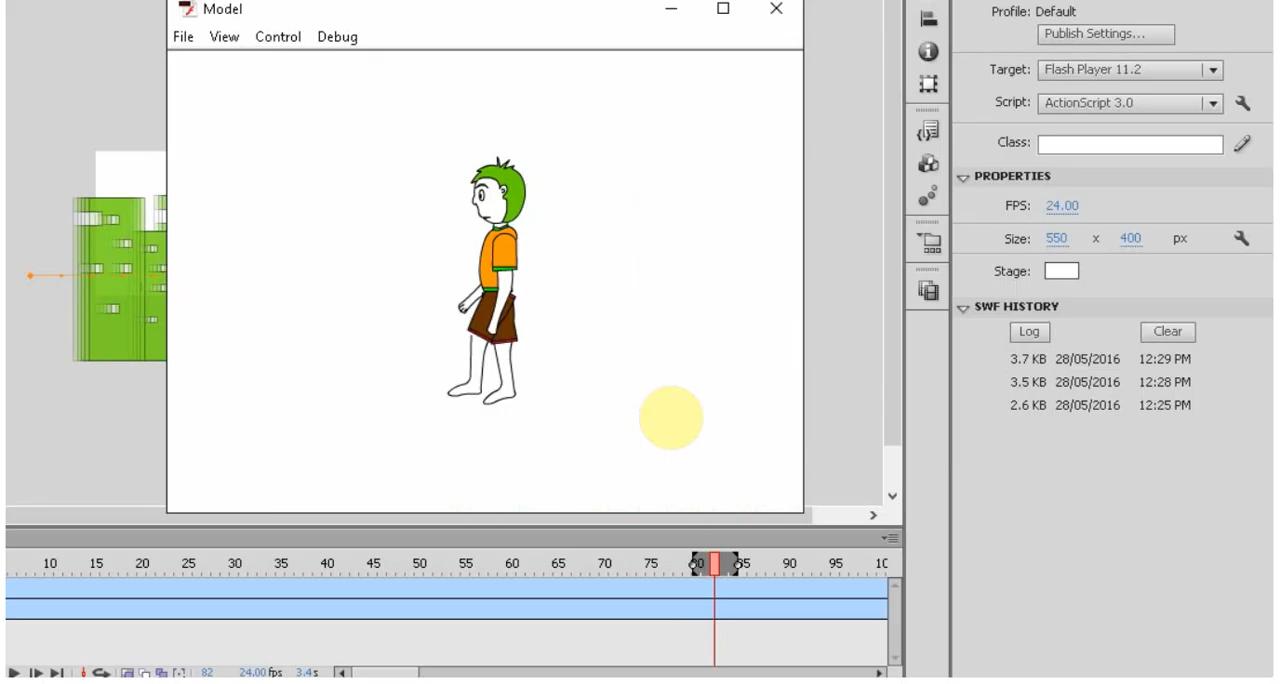 Model
File View Control Debug
Profile: Default
Publish Settings...
Target: Flash Player 11.2
Script: ActionScript 3.0
Class:
PROPERTIES
FPS: 24.00
Size: 550 x 400 px
Stage:
SWF HISTORY
Log Clear
3.7 KB 28/05/2016 12:29 PM
3.5 KB 28/05/2016 12:28 PM
2.6 KB 28/05/2016 12:25 PM
10 15 20 25 30 35 40 45 50 55 60 65 70 75 80 85 90 95 10
82 24.00 fps 3.4 s